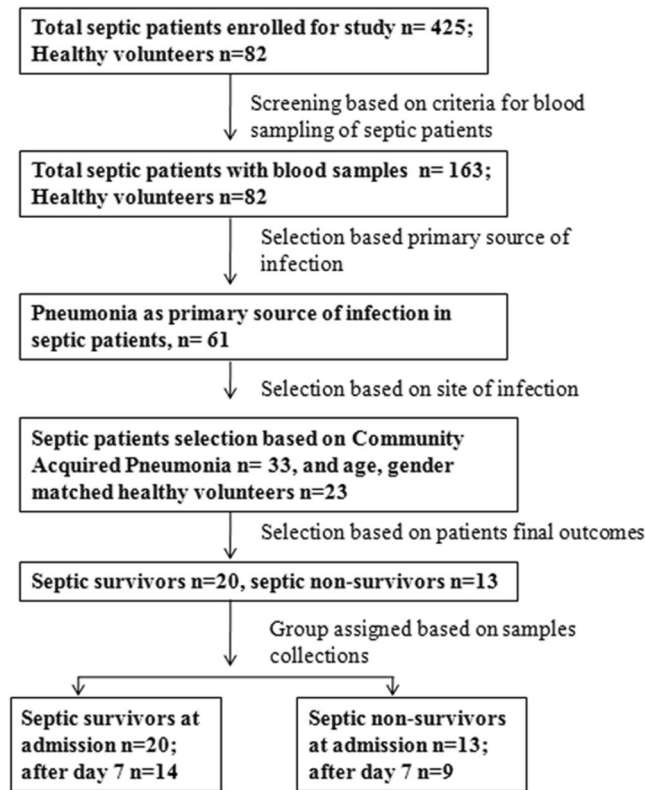 Total septic patients enrolled for study n= 425;
Healthy volunteers n=82
Screening based on criteria for blood
sampling of septic patients
Total septic patients with blood samples n= 163;
Healthy volunteers n=82
Selection based primary source of
infection
Pneumonia as primary source of infection in
septic patients, n= 61
Selection based on site of infection
Septic patients selection based on Community
Acquired Pneumonia n= 33, and age, gender
matched healthy volunteers n=23
Selection based on patients final outcomes
Septic survivors n=20, septic non-survivors n=13
Group assigned based on samples
collections
Septic survivors at
admission n=20;
after day 7 n=14
Septic non-survivors
at admission n=13;
after day 7 n=9